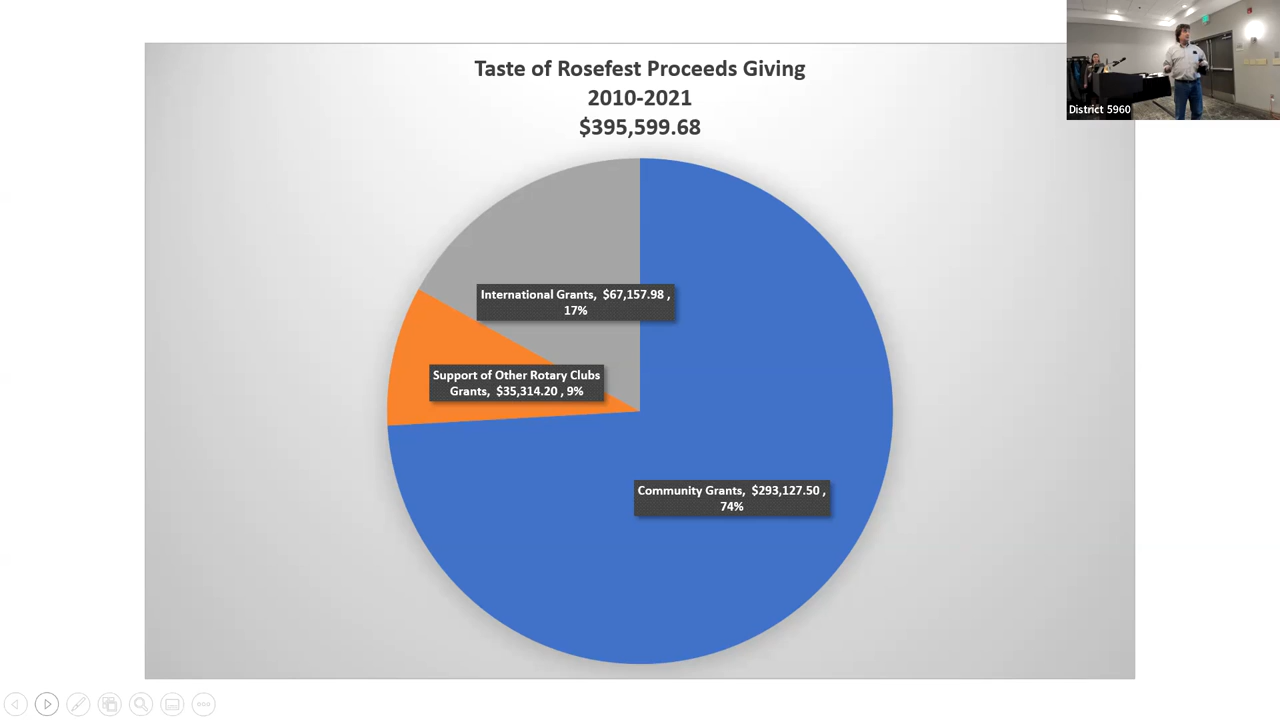 Taste of Rosefest Proceeds Giving
2010-2021
$395,599.68
District 5960
International Grants,  $67,157.98 ,
17%
Support of Other Rotary Clubs
Grants,  $35,314.20 , 9%
Community Grants,  $293,127.50 ,
74%